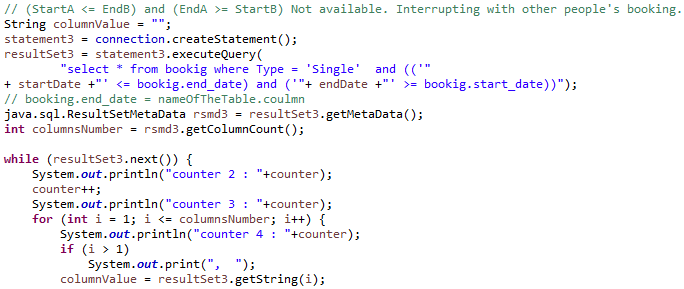 // (StartA <= EndB) and (EndA >= StartB) Not available. Interrupting with other people's booking.
String columnValue = "";
statement3 = connection.createStatement();
resultSet3 = statement3.executeQuery(
"select * from bookig where Type = 'Single'  and (('"
+ startDate +"' <= bookig.end_date) and ('"+ endDate +"' >= bookig.start_date))");
// booking.end_date = nameOfTheTable.coulmn
java.sql.ResultSetMetaData rsmd3 = resultSet3.getMetaData();
int columnsNumber = rsmd3.getColumnCount();
while (resultSet3.next()) {
System.out.println("counter 2 : "+counter);
counter++;
System.out.println("counter 3 : "+counter);
for (int i = 1; i <= columnsNumber; i++) {
System.out.println("counter 4 : "+counter);
if (i > 1)
System.out.print(",  ");
columnValue = resultSet3.getString(i);